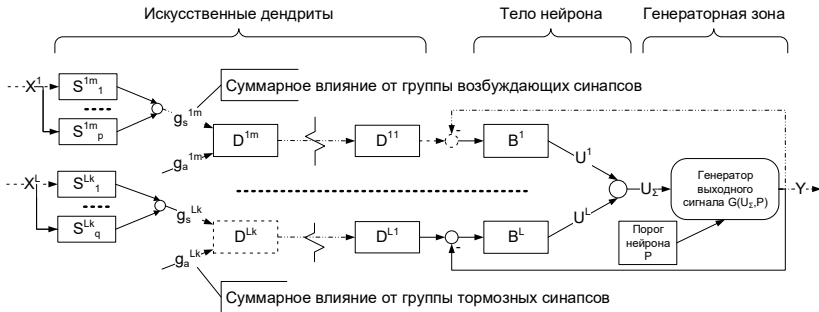 Искусственные дендриты
Тело нейрона
Генераторная зона
X¹
S¹ᵐ₁
S¹ᵐₚ
gₛ¹ᵐ
Суммарное влияние от группы возбуждающих синапсов
D¹ᵐ
D¹¹
-
B¹
U¹
gₐ¹ᵐ
Xᴸ
Sᴸᵏ₁
Sᴸᵏq
gₛᴸᵏ
Dᴸᵏ
Dᴸ¹
-
Bᴸ
Uᴸ
U_Σ
Генератор
выходного
сигнала G(U_Σ,P)
Y
Порог
нейрона
P
gₐᴸᵏ
Суммарное влияние от группы тормозных синапсов